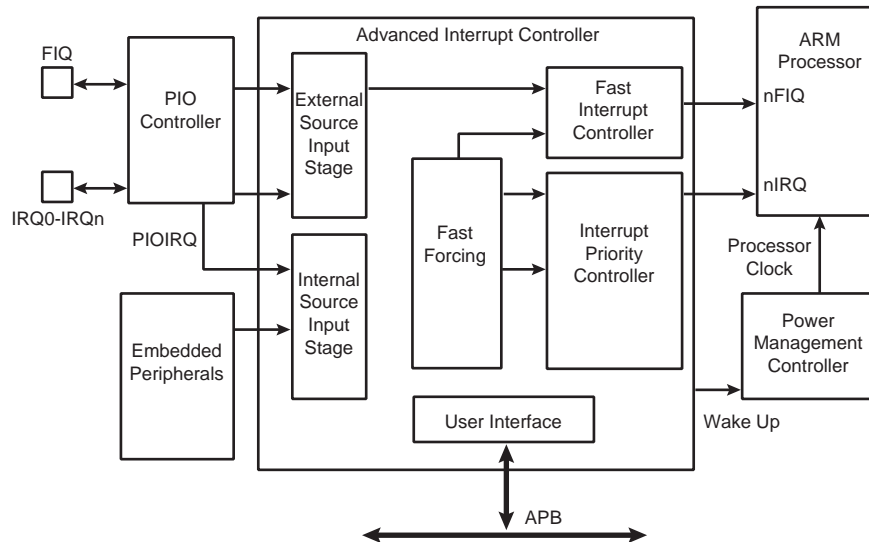 Advanced Interrupt Controller
ARM
Processor
FIQ
PIO
Controller
External
Source
Input
Stage
Fast
Interrupt
Controller
nFIQ
IRQ0-IRQn
PIOIRQ
Fast
Forcing
Interrupt
Priority
Controller
nIRQ
Processor
Clock
Internal
Source
Input
Stage
Embedded
Peripherals
Power
Management
Controller
User Interface
Wake Up
APB